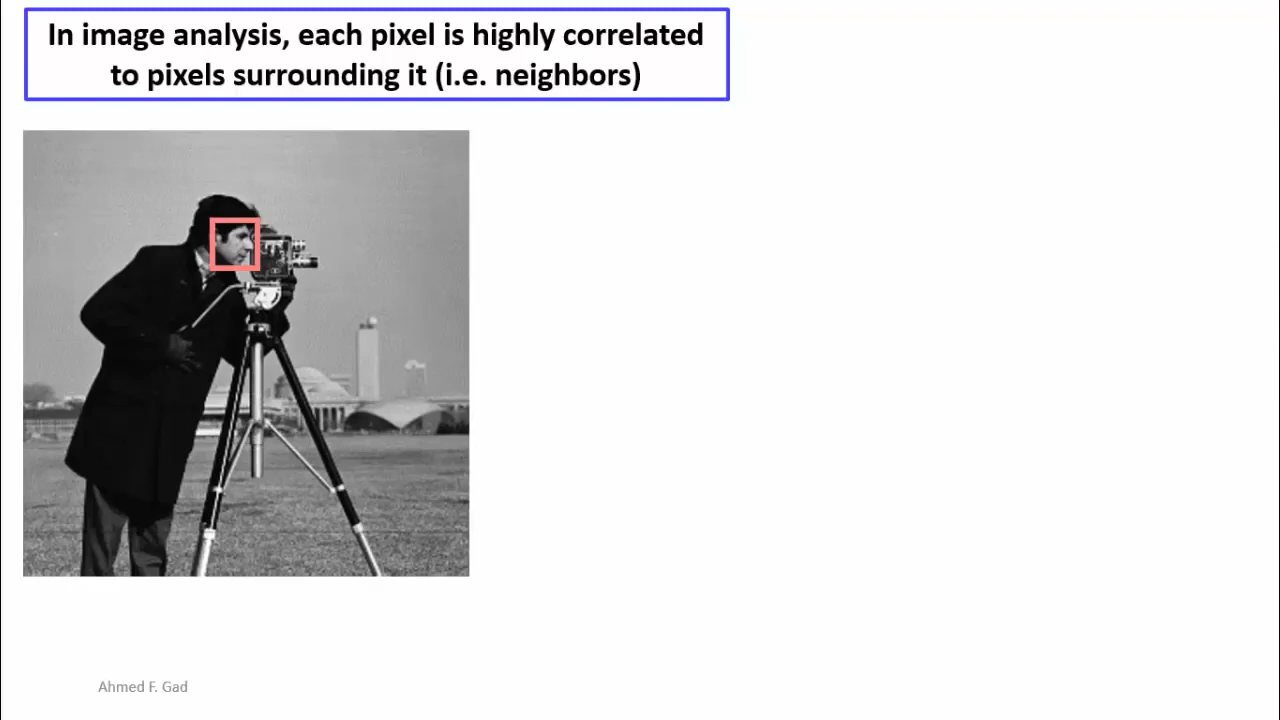 In image analysis, each pixel is highly correlated
to pixels surrounding it (i.e. neighbors)
Ahmed F. Gad